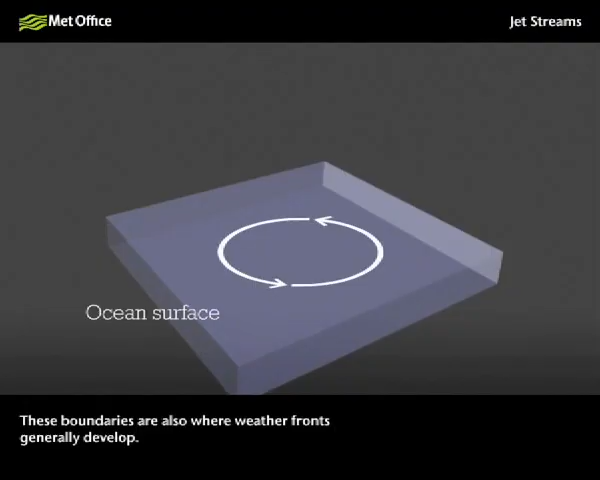 Met Office
Jet Streams
Ocean surface
These boundaries are also where weather fronts
generally develop.